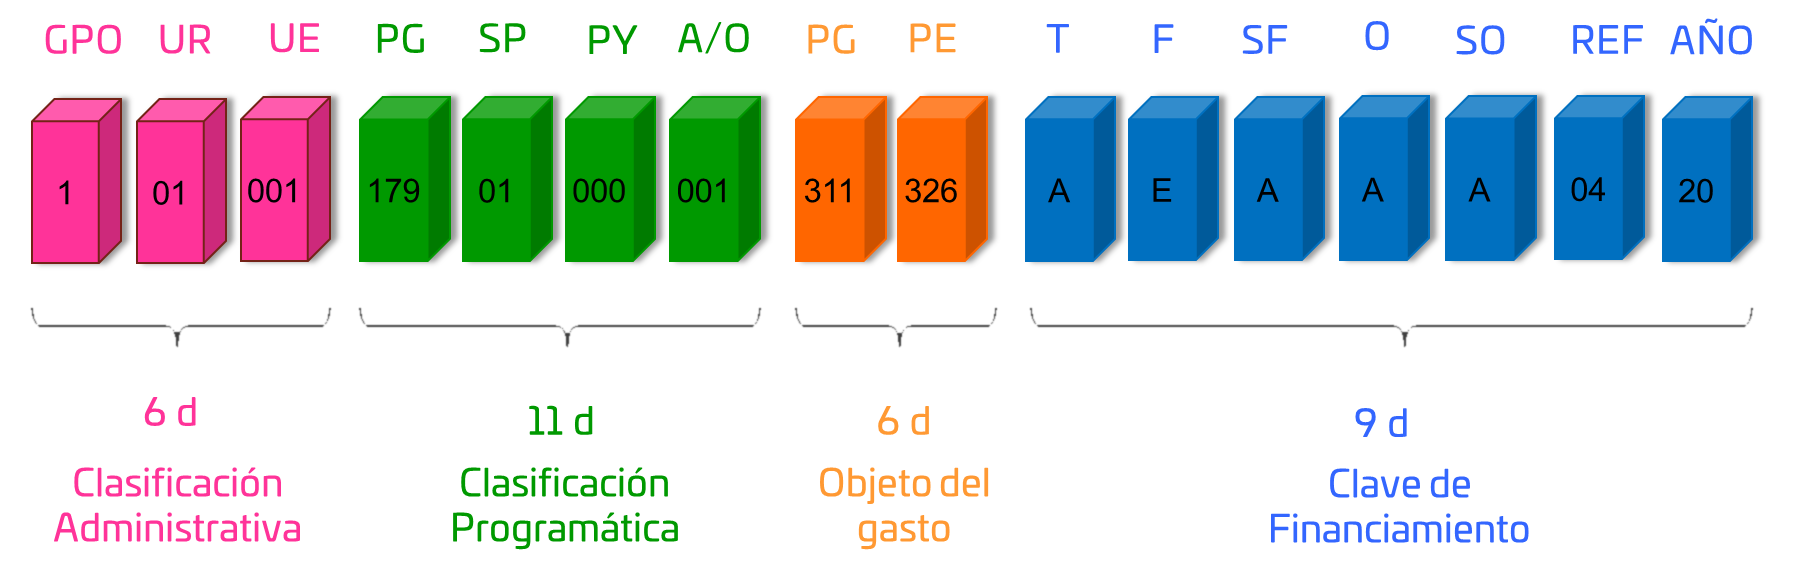 GPO UR UE PG SP PY A/O PG PE T F SF O SO REF AÑO
1 01 001 179 01 000 001 311 326 A E A A A 04 20
6 d 11 d 6 d 9 d
Clasificación Clasificación Objeto del Clave de
Administrativa Programática gasto Financiamiento